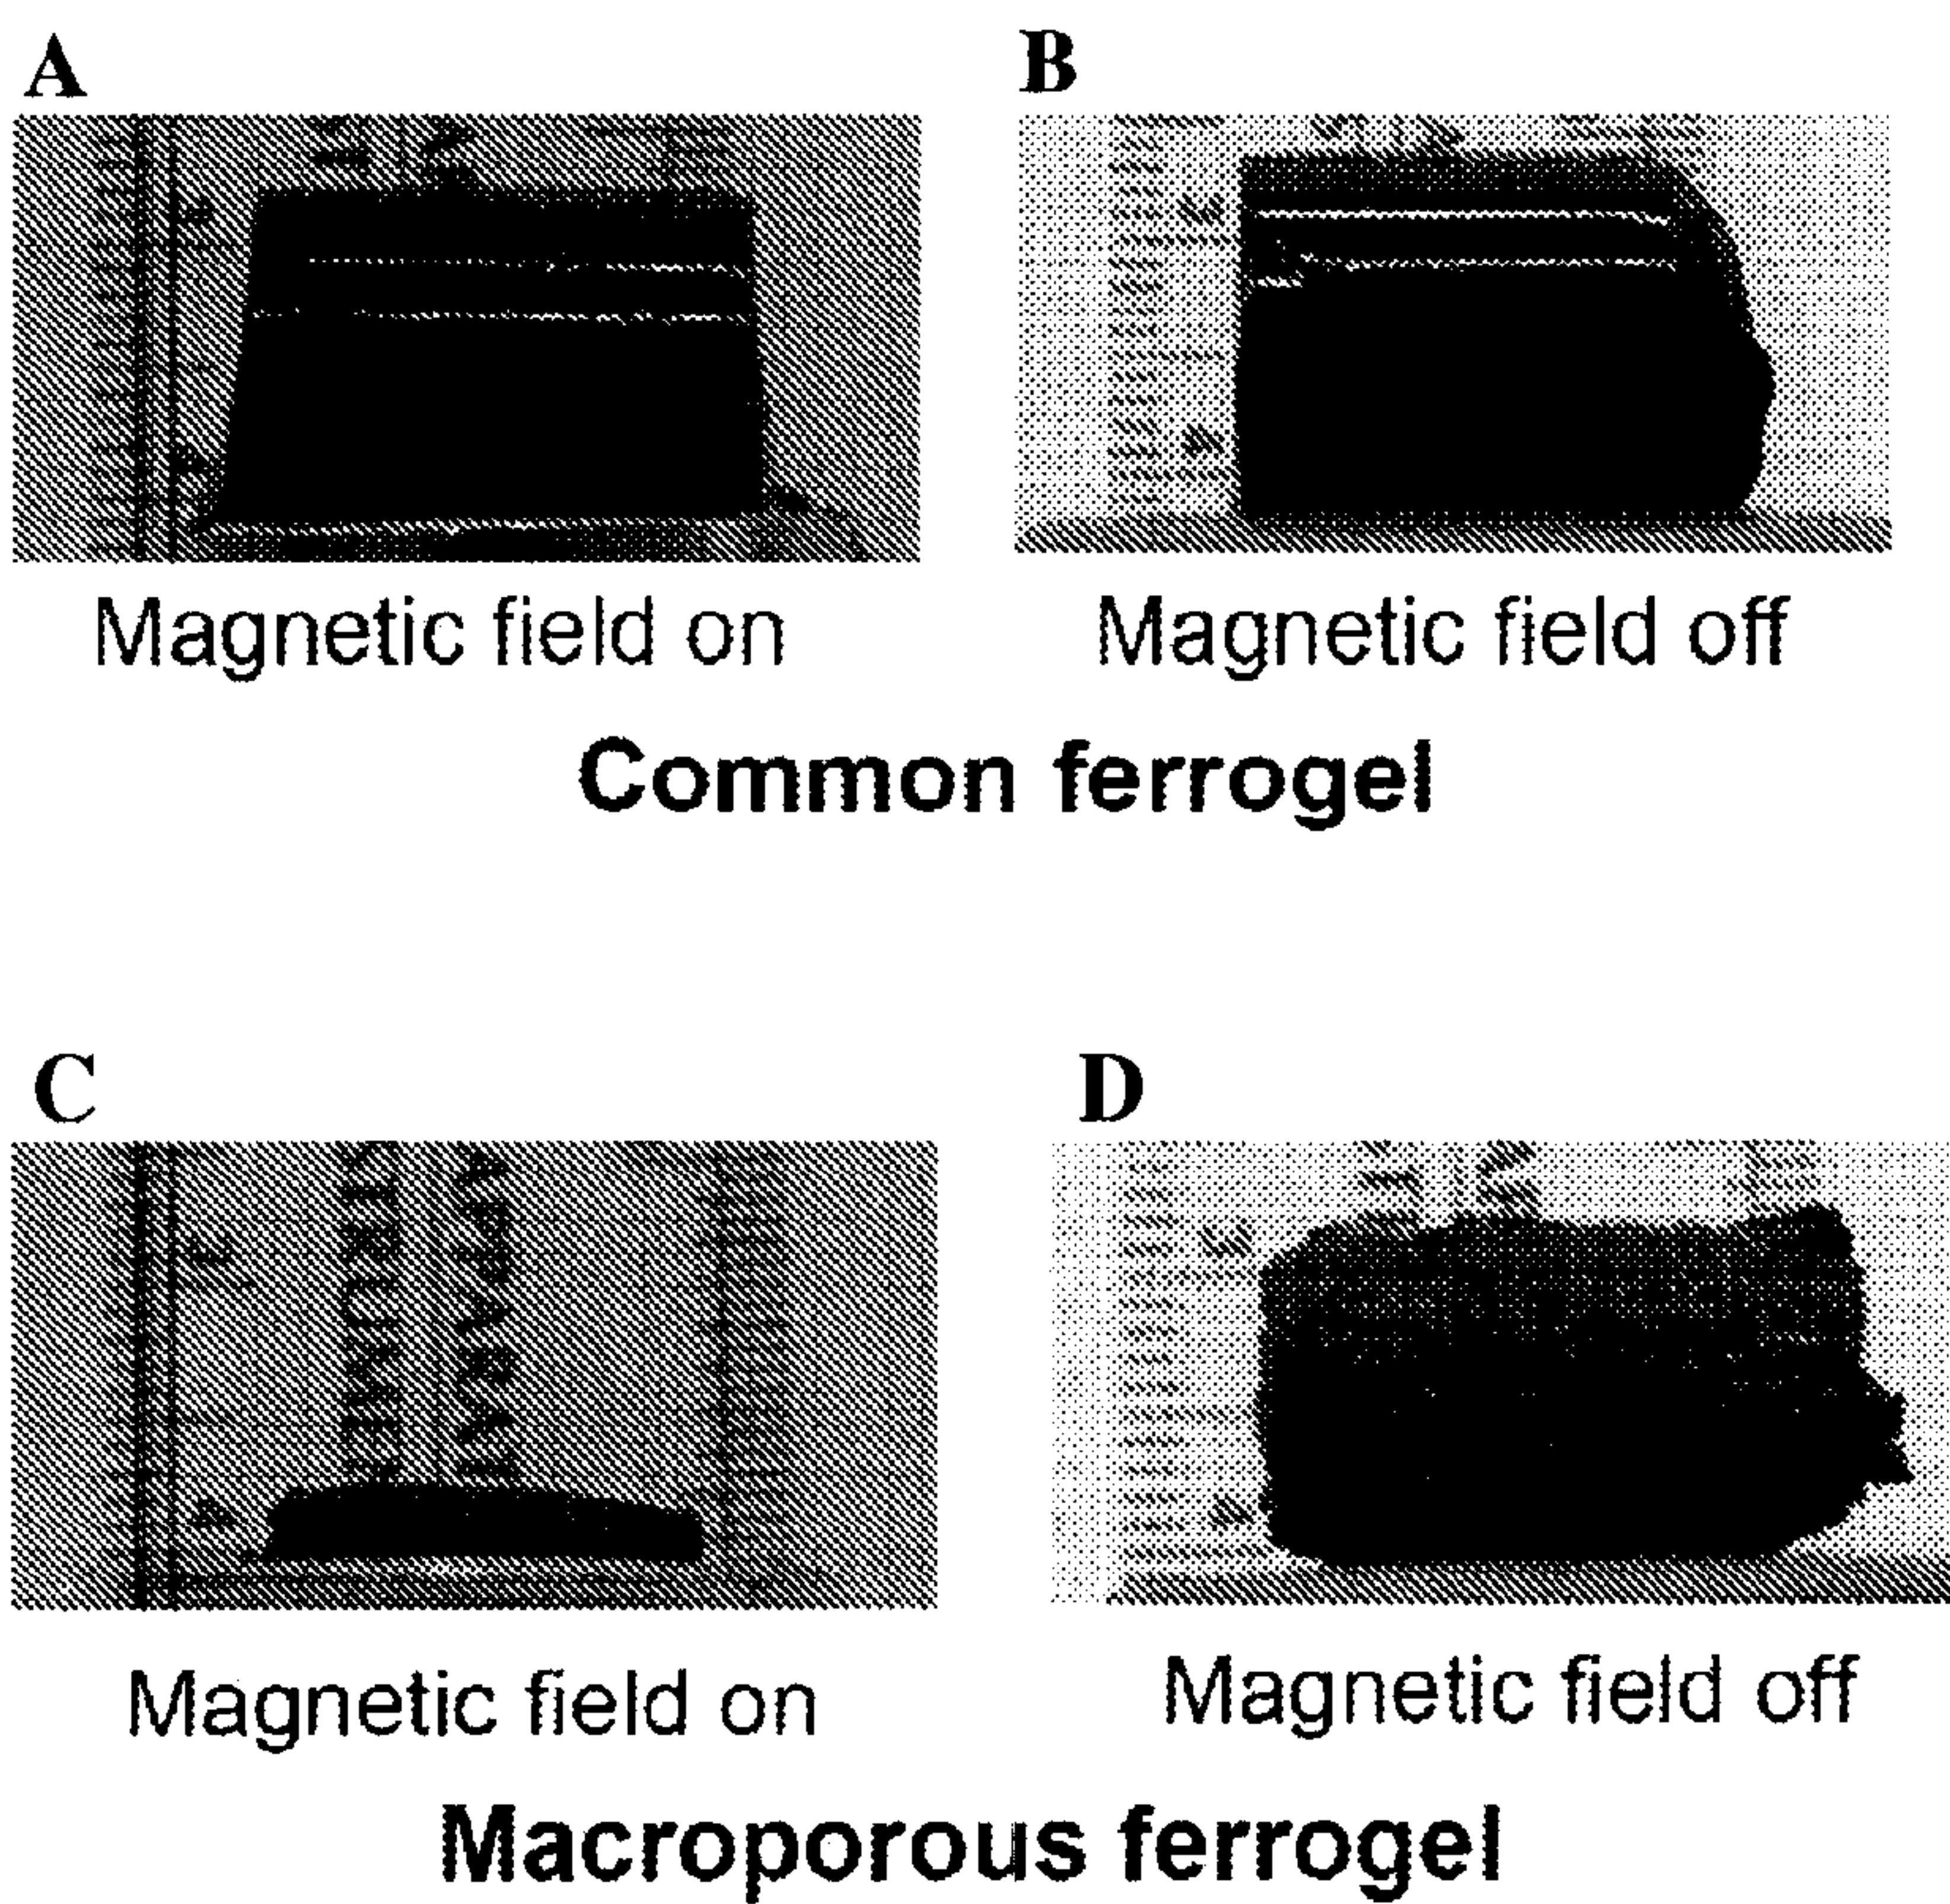 A
B
Magnetic field on
Magnetic field off
Common ferrogel
C
D
Magnetic field on
Magnetic field off
Macroporous ferrogel